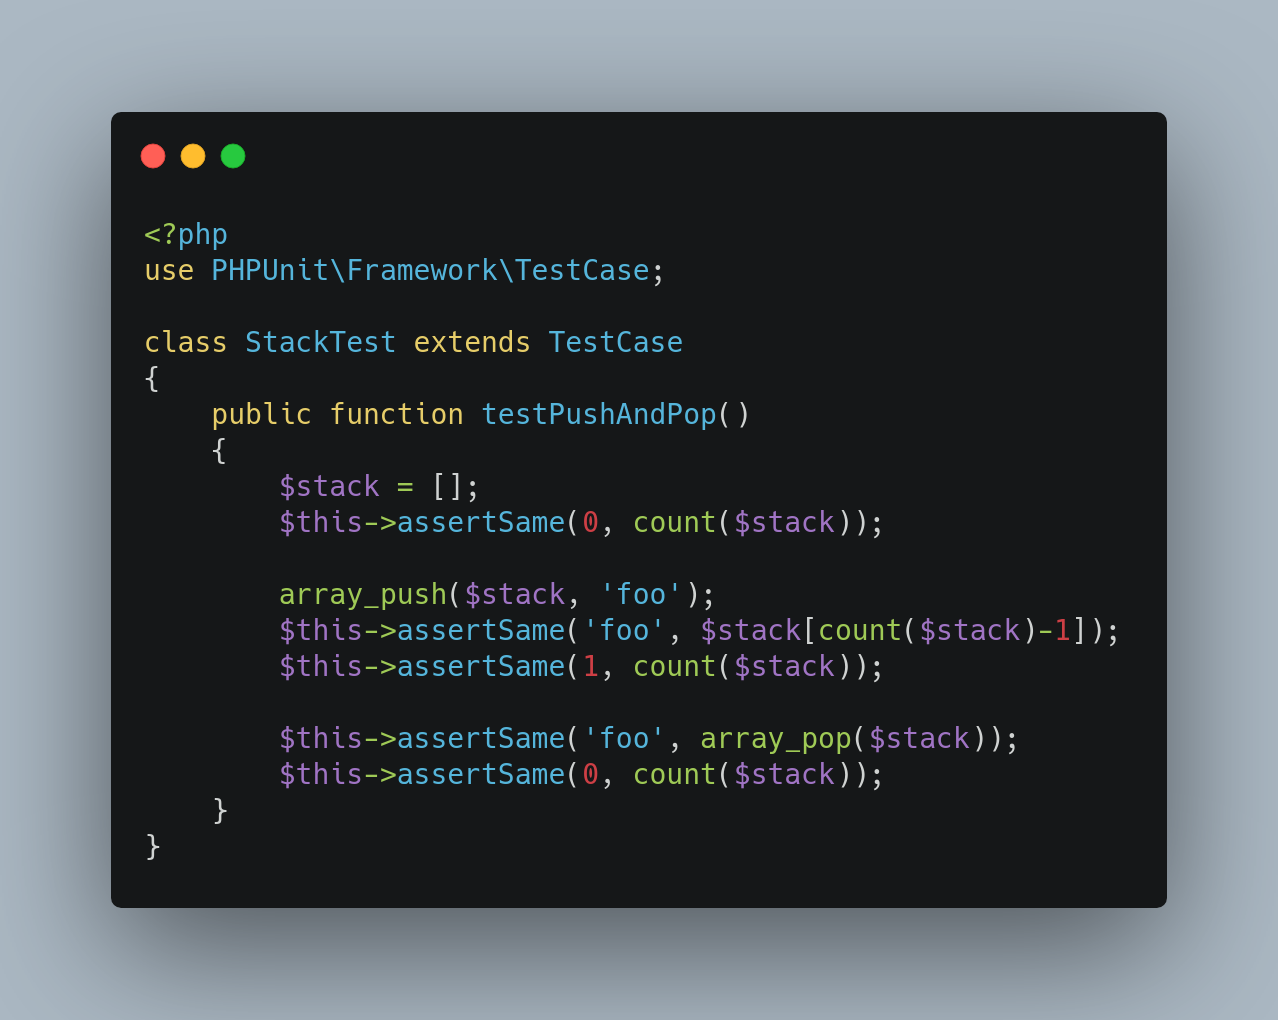 <?php
use PHPUnit\Framework\TestCase;

class StackTest extends TestCase
{
    public function testPushAndPop()
    {
        $stack = [];
        $this->assertSame(0, count($stack));

        array_push($stack, 'foo');
        $this->assertSame('foo', $stack[count($stack)-1]);
        $this->assertSame(1, count($stack));

        $this->assertSame('foo', array_pop($stack));
        $this->assertSame(0, count($stack));
    }
}